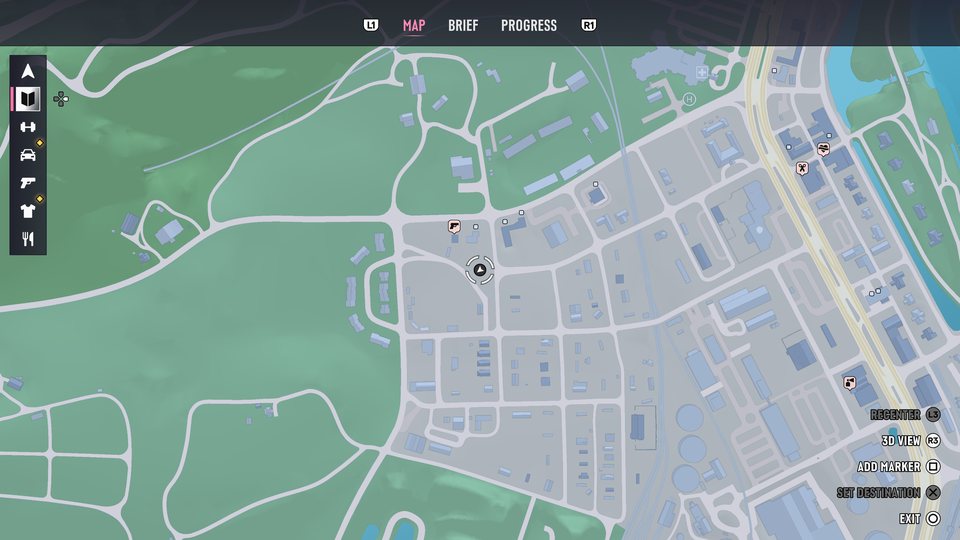 L1 MAP BRIEF PROGRESS R1
H
RECENTER L3
3D VIEW R3
ADD MARKER
SET DESTINATION
EXIT